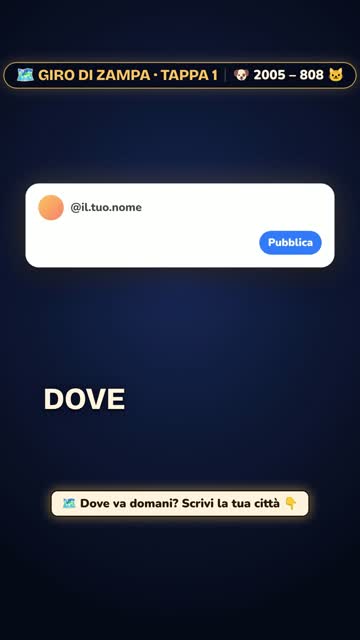 🗺️ GIRO DI ZAMPA • TAPPA 1 | 🐶 2005 – 808 🐱
@il.tuo.nome
Pubblica
DOVE
🗺️ Dove va domani? Scrivi la tua città 👇